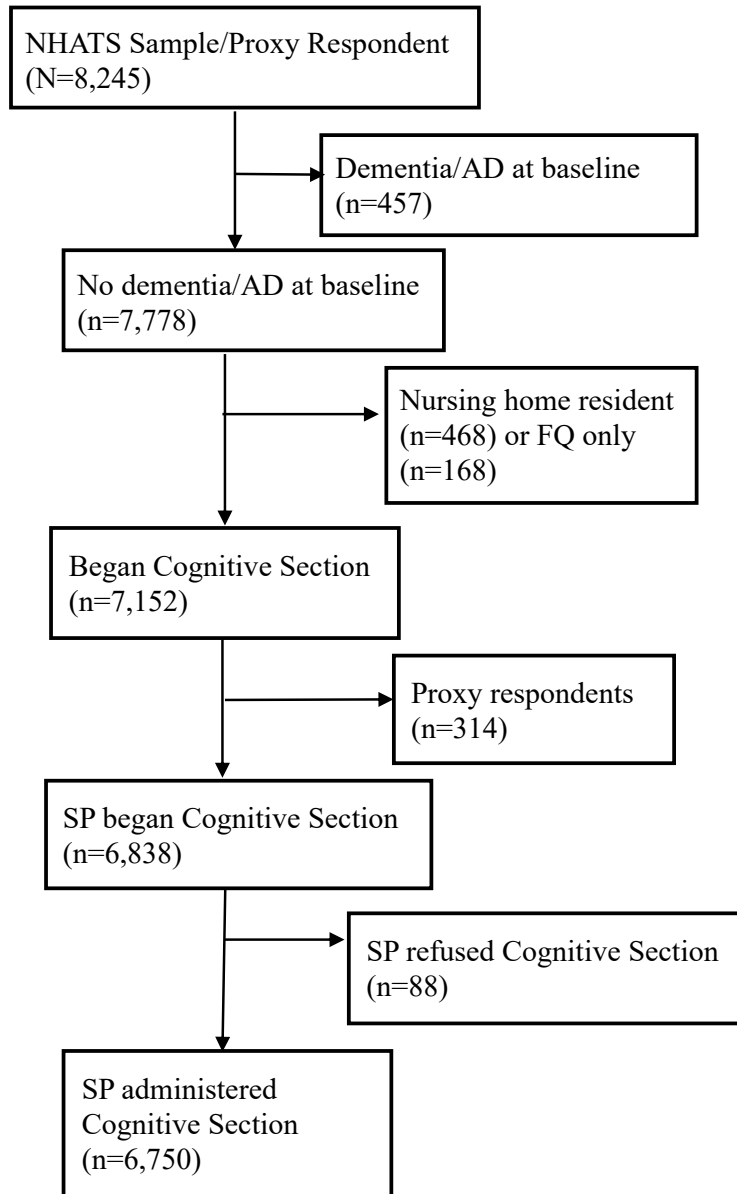 NHATS Sample/Proxy Respondent
(N=8,245)
Dementia/AD at baseline
(n=457)
No dementia/AD at baseline
(n=7,778)
Nursing home resident
(n=468) or FQ only
(n=168)
Began Cognitive Section
(n=7,152)
Proxy respondents
(n=314)
SP began Cognitive Section
(n=6,838)
SP refused Cognitive Section
(n=88)
SP administered
Cognitive Section
(n=6,750)